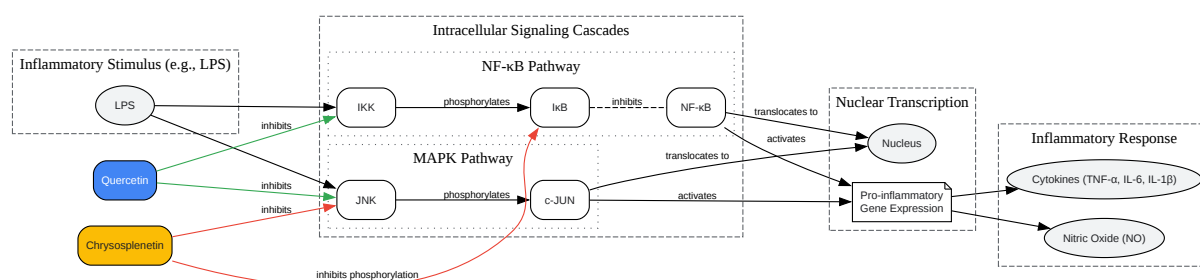 Intracellular Signaling Cascades
Inflammatory Stimulus (e.g., LPS)
NF-κB Pathway
LPS
IKK
phosphorylates
IκB
inhibits
NF-κB
translocates to
Nuclear Transcription
activates
Nucleus
inhibits
Inflammatory Response
MAPK Pathway
translocates to
Quercetin
inhibits
Cytokines (TNF-α, IL-6, IL-1β)
JNK
phosphorylates
c-JUN
activates
Pro-inflammatory
Gene Expression
inhibits
Chrysosplenetin
Nitric Oxide (NO)
inhibits phosphorylation